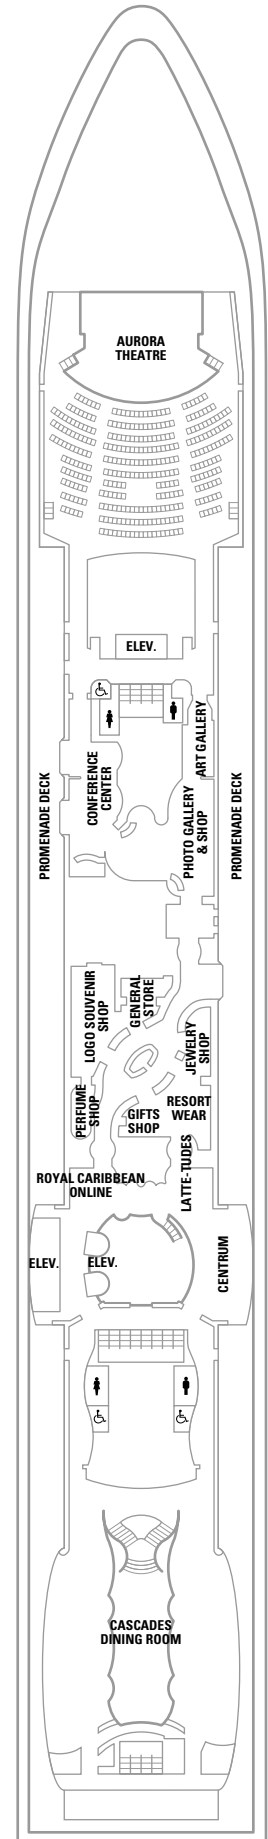 AURORA
THEATRE
ELEV.
ART GALLERY
CONFERENCE
CENTER
PROMENADE DECK
PHOTO GALLERY
& SHOP
PROMENADE DECK
LOGO SOUVENIR
SHOP
GENERAL
STORE
JEWELRY
SHOP
PERFUME
SHOP
GIFTS
SHOP
RESORT
WEAR
LATTE-TUDES
ROYAL CARIBBEAN
ONLINE
ELEV.
ELEV.
CENTRUM
CASCADES
DINING ROOM